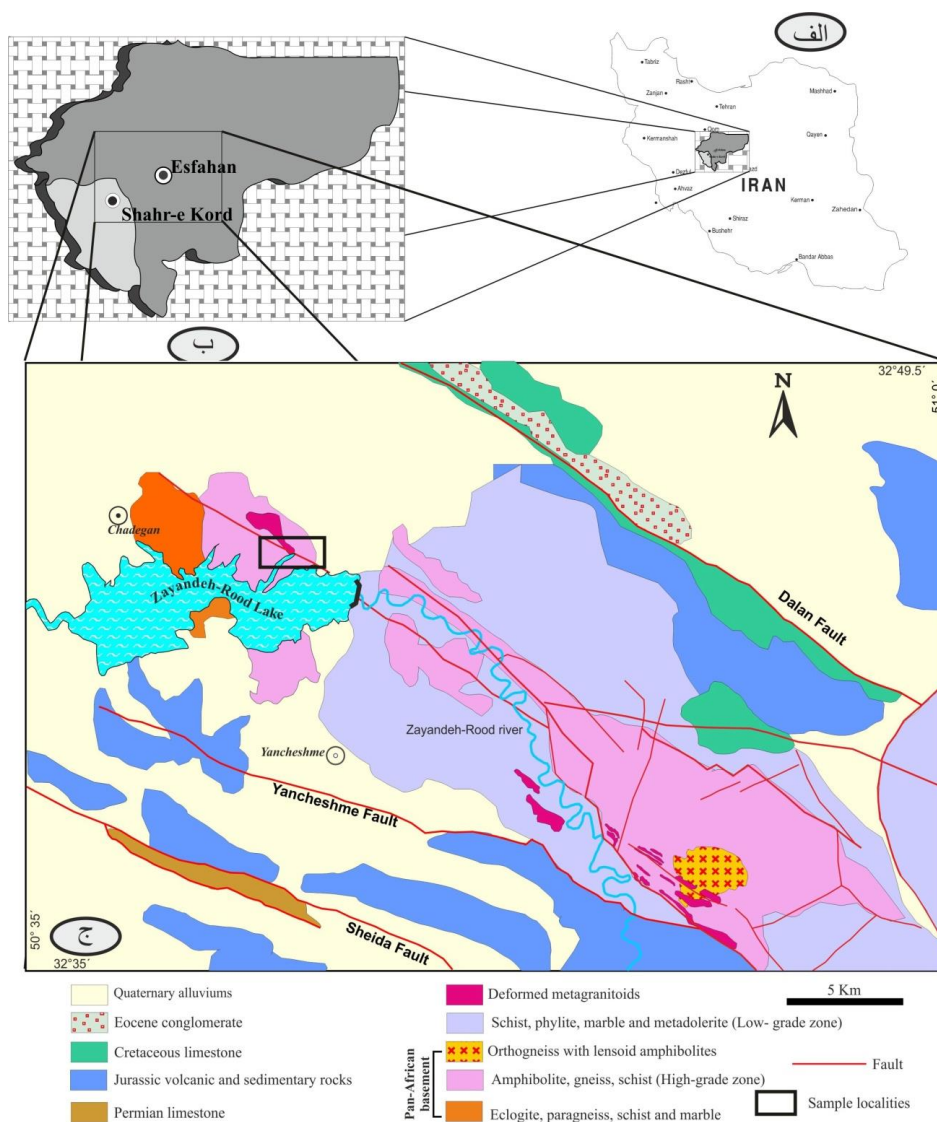 الف
Tabriz
Rasht
Zanjan
Tehran
Mashhad
Qom
Kermanshah
Qayen
Dezful
Ahvaz
IRAN
Kerman
Zahedan
Shiraz
Bushehr
Bandar Abbas
Esfahan
Shahr-e Kord
ب
32°49.5´
51° 0´
N
Chadegan
Zayandeh-Rood Lake
Dalan Fault
Zayandeh-Rood river
Yancheshme
Yancheshme Fault
Sheida Fault
50° 35´
ج
32°35´
Quaternary alluviums
Eocene conglomerate
Cretaceous limestone
Jurassic volcanic and sedimentary rocks
Permian limestone
Deformed metagranitoids
Schist, phylite, marble and metadolerite (Low- grade zone)
Pan-African
basement
Orthogneiss with lensoid amphibolites
Amphibolite, gneiss, schist (High-grade zone)
Eclogite, paragneiss, schist and marble
5 Km
Fault
Sample localities